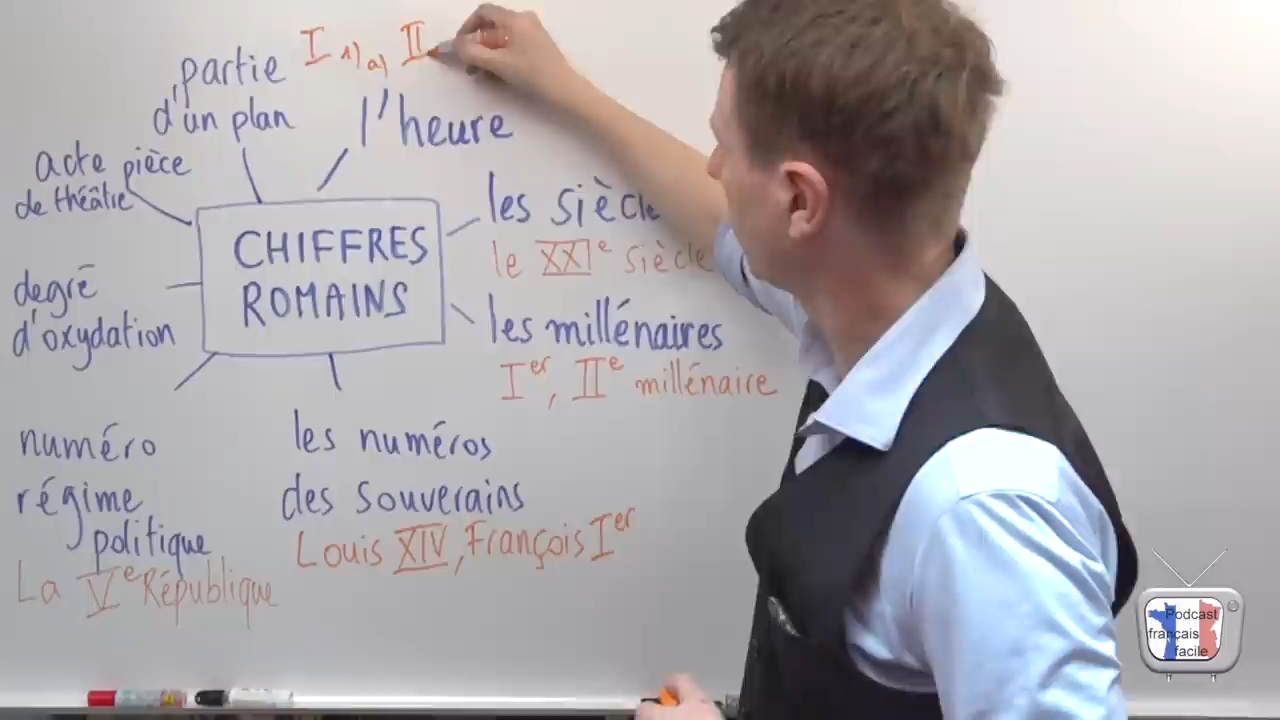 partie I 1) a) II
d'un plan
l'heure
acte pièce
de théâtre
CHIFFRES
ROMAINS
les siècle
le XXIe siècle
les millénaires
Ier, IIe millénaire
degré
d'oxydation
numéro
régime
politique
La Ve République
les numéros
des souverains
Louis XIV, François Ier
Podcast
français
facile